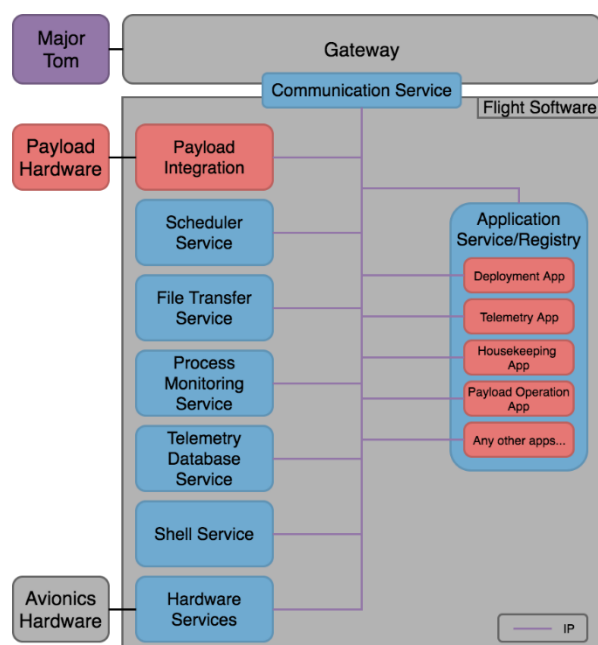 Major
Tom
Gateway
Communication Service
Flight Software
Payload
Hardware
Payload
Integration
Scheduler
Service
File Transfer
Service
Process
Monitoring
Service
Telemetry
Database
Service
Shell Service
Avionics
Hardware
Hardware
Services
Application
Service/Registry
Deployment App
Telemetry App
Housekeeping
App
Payload Operation
App
Any other apps...
IP